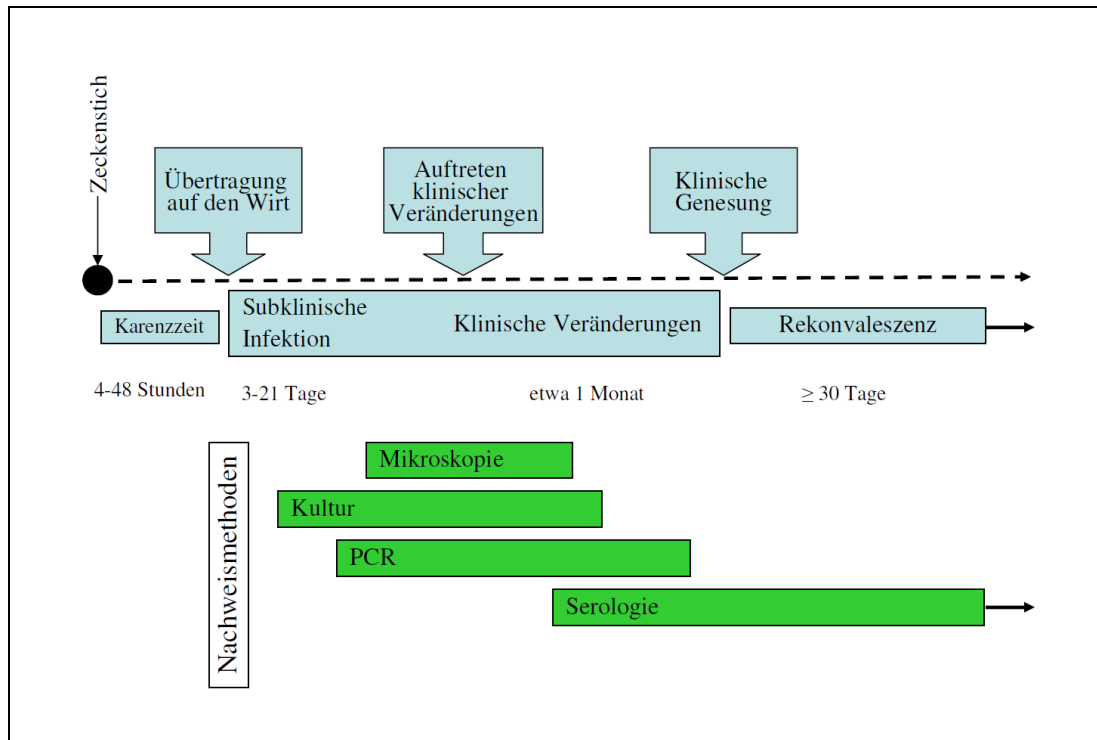 Zeckenstich
Übertragung
auf den Wirt
Auftreten
klinischer
Veränderungen
Klinische
Genesung
Karenzzeit
Subklinische
Infektion
Klinische Veränderungen
Rekonvaleszenz
4-48 Stunden
3-21 Tage
etwa 1 Monat
≥ 30 Tage
Nachweismethoden
Mikroskopie
Kultur
PCR
Serologie